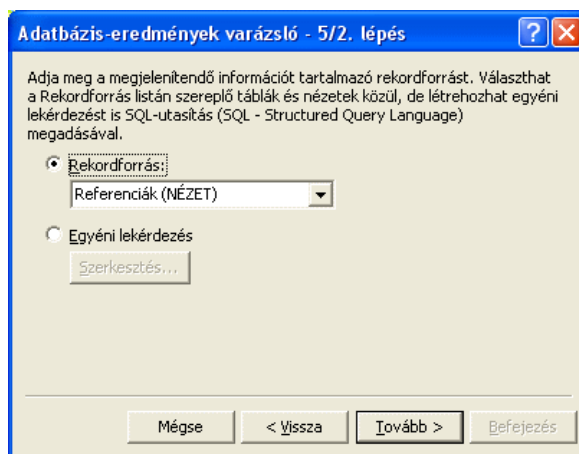 Adatbázis-eredmények varázsló - 5/2. lépés
Adja meg a megjelenítendő információt tartalmazó rekordforrást. Választhat
a Rekordforrás listán szereplő táblák és nézetek közül, de létrehozhat egyéni
lekérdezést is SQL-utasítás (SQL - Structured Query Language)
megadásával.
Rekordforrás:
Referenciák (NÉZET)
Egyéni lekérdezés
Szerkesztés...
Mégse
< Vissza
Tovább >
Befejezés